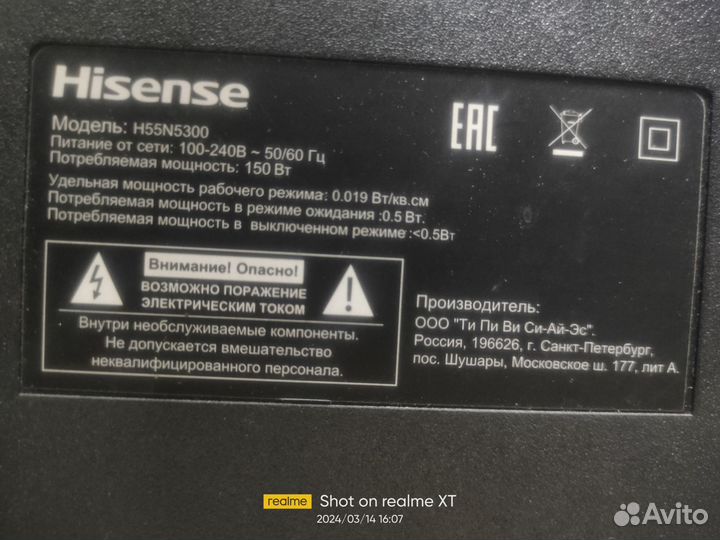 Hisense
Модель: H55N5300
Питание от сети: 100-240В ~ 50/60 Гц
Потребляемая мощность: 150 Вт
Удельная мощность рабочего режима: 0.019 Вт/кв.см
Потребляемая мощность в режиме ожидания :0.5 Вт.
Потребляемая мощность в выключенном режиме :<0.5Вт
EAC
Внимание! Опасно!
ВОЗМОЖНО ПОРАЖЕНИЕ
ЭЛЕКТРИЧЕСКИМ ТОКОМ
Внутри необслуживаемые компоненты.
Не допускается вмешательство
неквалифицированного персонала.
Производитель:
ООО "Ти Пи Ви Си-Ай-Эс".
Россия, 196626, г. Санкт-Петербург,
пос. Шушары, Московское ш. 177, лит А.
realme Shot on realme XT
2024/03/14 16:07
Avito